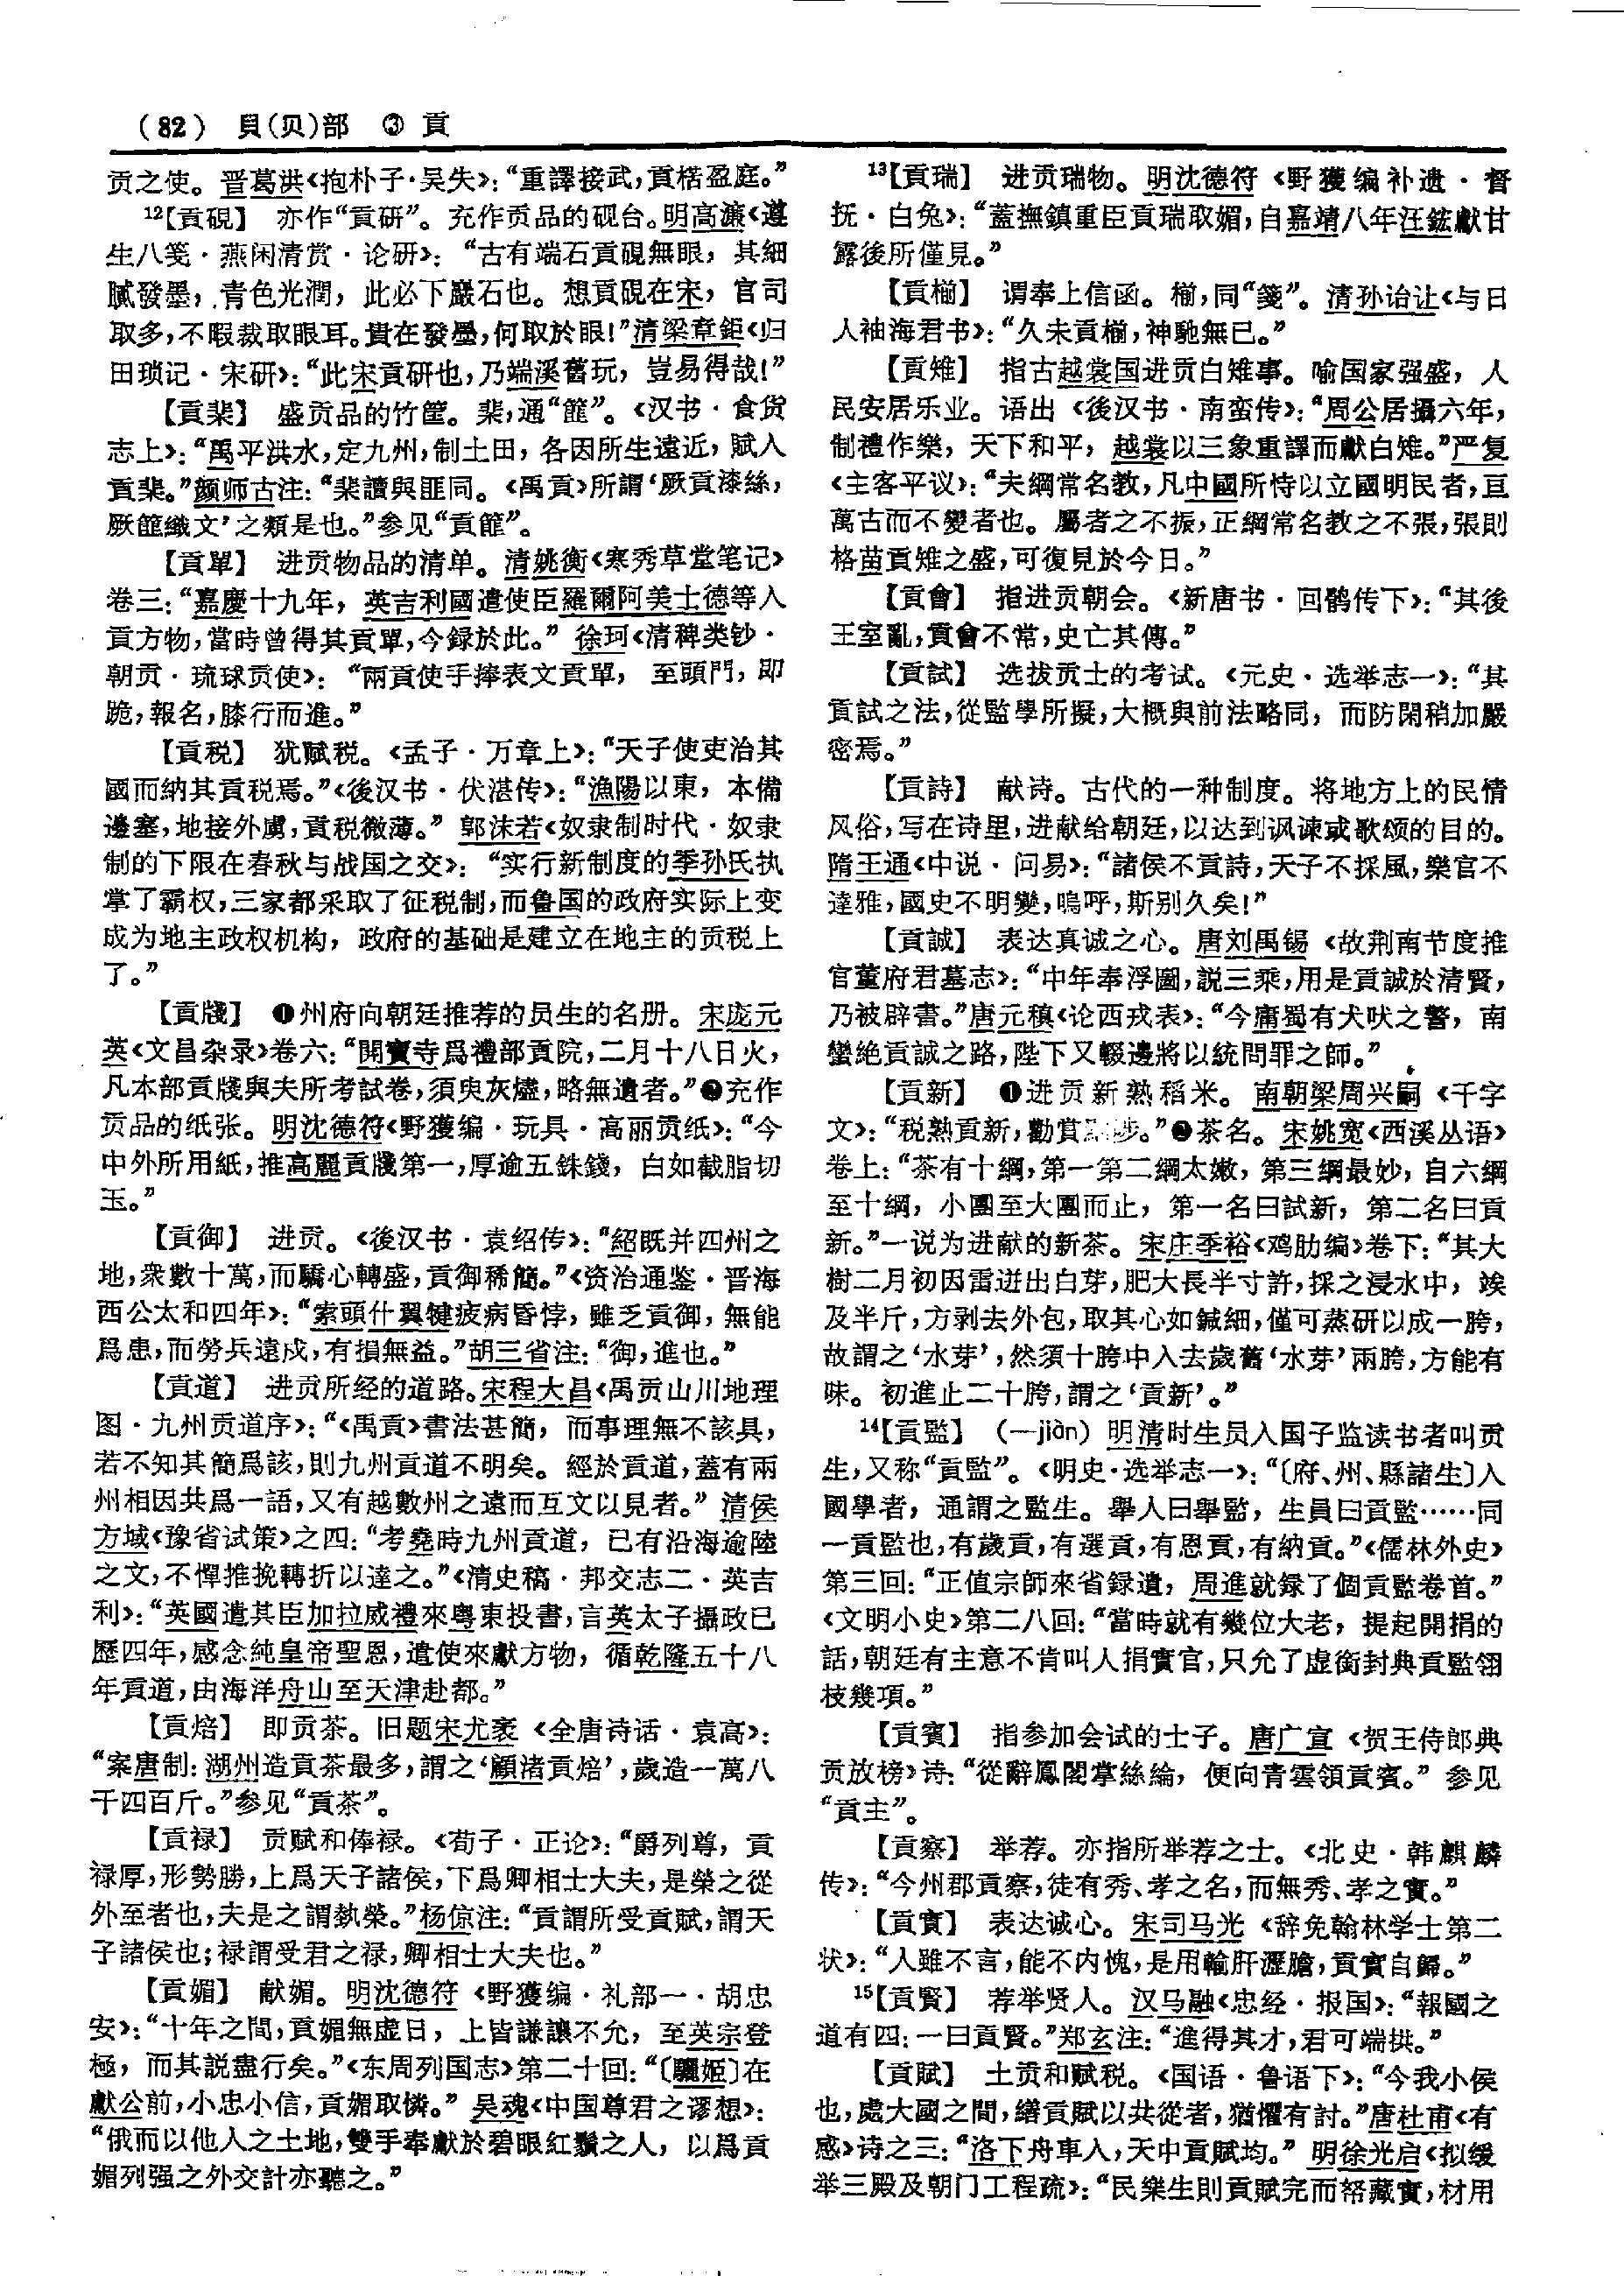 (82) 貝(贝)部 ③ 貢
贡之使。晋葛洪《抱朴子·吴失》：“重譯接武，貢楛盈庭。”
¹²【貢硯】 亦作“貢研”。充作贡品的砚台。明高濂《遵
生八笺·燕闲清赏·论研》：“古有端石貢硯無眼，其細
膩發墨，青色光潤，此必下巖石也。想貢硯在宋，官司
取多，不暇裁取眼耳。貴在發墨，何取於眼！”清梁章鉅《归
田琐记·宋研》：“此宋貢研也，乃端溪舊玩，豈易得哉！”
【貢棐】 盛贡品的竹筐。棐，通“篚”。《汉书·食货
志上》：“禹平洪水，定九州，制土田，各因所生遠近，賦入
貢棐。”颜师古注：“棐讀與匪同。《禹貢》所謂‘厥貢漆絲，
厥篚織文’之類是也。”参见“貢篚”。
【貢單】 进贡物品的清单。清姚衡《寒秀草堂笔记》
卷三：“嘉慶十九年，英吉利國遣使臣羅爾阿美士德等入
貢方物，當時曾得其貢單，今録於此。”徐珂《清稗类钞·
朝贡·琉球贡使》：“兩貢使手捧表文貢單，至頭門，即
跪，報名，膝行而進。”
【貢税】 犹赋税。《孟子·万章上》：“天子使吏治其
國而納其貢税焉。”《後汉书·伏湛传》：“漁陽以東，本備
邊塞，地接外虜，貢税微薄。”郭沫若《奴隶制时代·奴隶
制的下限在春秋与战国之交》：“实行新制度的季孙氏执
掌了霸权，三家都采取了征税制，而鲁国的政府实际上变
成为地主政权机构，政府的基础是建立在地主的贡税上
了。”
【貢牋】 ❶州府向朝廷推荐的员生的名册。宋庞元
英《文昌杂录》卷六：“開寶寺爲禮部貢院，二月十八日火，
凡本部貢牋與夫所考試卷，須臾灰燼，略無遺者。”❷充作
贡品的纸张。明沈德符《野獲编·玩具·高丽贡纸》：“今
中外所用紙，推高麗貢牋第一，厚逾五銖錢，白如截脂切
玉。”
【貢御】 进贡。《後汉书·袁绍传》：“紹既并四州之
地，衆數十萬，而驕心轉盛，貢御稀簡。”《资治通鉴·晋海
西公太和四年》：“索頭什翼犍疲病昏悖，雖乏貢御，無能
爲患，而勞兵遠戍，有損無益。”胡三省注：“御，進也。”
【貢道】 进贡所经的道路。宋程大昌《禹贡山川地理
图·九州贡道序》：“《禹貢》書法甚簡，而事理無不該具，
若不知其簡爲該，則九州貢道不明矣。經於貢道，蓋有兩
州相因共爲一語，又有越數州之遠而互文以見者。”清侯
方域《豫省试策》之四：“考堯時九州貢道，已有沿海逾陸
之文，不憚推挽轉折以達之。”《清史稿·邦交志二·英吉
利》：“英國遣其臣加拉威禮來粵東投書，言英太子攝政已
歷四年，感念純皇帝聖恩，遣使來獻方物，循乾隆五十八
年貢道，由海洋舟山至天津赴都。”
【貢焙】 即贡茶。旧题宋尤袤《全唐诗话·袁高》：
“案唐制：湖州造貢茶最多，謂之‘顧渚貢焙’，歲造一萬八
千四百斤。”参见“貢茶”。
【貢禄】 贡赋和俸禄。《荀子·正论》：“爵列尊，貢
禄厚，形勢勝，上爲天子諸侯，下爲卿相士大夫，是榮之從
外至者也，夫是之謂埶榮。”杨倞注：“貢謂所受貢賦，謂天
子諸侯也；禄謂受君之禄，卿相士大夫也。”
【貢媚】 献媚。明沈德符《野獲编·礼部一·胡忠
安》：“十年之間，貢媚無虚日，上皆謙讓不允，至英宗登
極，而其説盡行矣。”《东周列国志》第二十回：“〔驪姬〕在
獻公前，小忠小信，貢媚取憐。”吴魂《中国尊君之谬想》：
“俄而以他人之土地，雙手奉獻於碧眼紅鬚之人，以爲貢
媚列强之外交計亦聽之。”
¹³【貢瑞】 进贡瑞物。明沈德符《野獲编补遗·督
抚·白兔》：“蓋撫鎮重臣貢瑞取媚，自嘉靖八年汪鋐獻甘
露後所僅見。”
【貢椾】 谓奉上信函。椾，同“箋”。清孙诒让《与日
人袖海君书》：“久未貢椾，神馳無已。”
【貢雉】 指古越裳国进贡白雉事。喻国家强盛，人
民安居乐业。语出《後汉书·南蛮传》：“周公居攝六年，
制禮作樂，天下和平，越裳以三象重譯而獻白雉。”严复
《主客平议》：“夫綱常名教，凡中國所恃以立國明民者，亘
萬古而不變者也。屬者之不振，正綱常名教之不張，張則
格苗貢雉之盛，可復見於今日。”
【貢會】 指进贡朝会。《新唐书·回鹘传下》：“其後
王室亂，貢會不常，史亡其傳。”
【貢試】 选拔贡士的考试。《元史·选举志一》：“其
貢試之法，從監學所擬，大概與前法略同，而防閑稍加嚴
密焉。”
【貢詩】 献诗。古代的一种制度。将地方上的民情
风俗，写在诗里，进献给朝廷，以达到讽谏或歌颂的目的。
隋王通《中说·问易》：“諸侯不貢詩，天子不採風，樂官不
達雅，國史不明變，嗚呼，斯則久矣！”
【貢誠】 表达真诚之心。唐刘禹锡《故荆南节度推
官董府君墓志》：“中年奉浮圖，説三乘，用是貢誠於清賢，
乃被辟書。”唐元稹《论西戎表》：“今庸蜀有犬吠之警，南
蠻絶貢誠之路，陛下又輟邊將以統問罪之師。”
【貢新】 ❶进贡新熟稻米。南朝梁周兴嗣《千字
文》：“税熟貢新，勸賞陟。”❷茶名。宋姚宽《西溪丛语》
卷上：“茶有十綱，第一第二綱太嫩，第三綱最妙，自六綱
至十綱，小團至大團而止，第一名曰試新，第二名曰貢
新。”一说为进献的新茶。宋庄季裕《鸡肋编》卷下：“其大
樹二月初因雷迸出白芽，肥大長半寸許，採之浸水中，竢
及半斤，方剥去外包，取其心如鍼細，僅可蒸研以成一胯，
故謂之‘水芽’，然須十胯中入去歲舊‘水芽’兩胯，方能有
味。初進止二十胯，謂之‘貢新’。”
¹⁴【貢監】 （—jiàn）明清时生员入国子监读书者叫贡
生，又称“貢監”。《明史·选举志一》：“〔府、州、縣諸生〕入
國學者，通謂之監生。舉人曰舉監，生員曰貢監……同
一貢監也，有歲貢，有選貢，有恩貢，有納貢。”《儒林外史》
第三回：“正值宗師來省録遺，周進就録了個貢監卷首。”
《文明小史》第二八回：“當時就有幾位大老，提起開捐的
話，朝廷有主意不肯叫人捐實官，只允了虚銜封典貢監翎
枝幾項。”
【貢賓】 指参加会试的士子。唐广宣《贺王侍郎典
贡放榜》诗：“從辭鳳閣掌絲綸，便向青雲領貢賓。”参见
“貢主”。
【貢察】 举荐。亦指所举荐之士。《北史·韩麒麟
传》：“今州郡貢察，徒有秀、孝之名，而無秀、孝之實。”
【貢實】 表达诚心。宋司马光《辞免翰林学士第二
状》：“人雖不言，能不内愧，是用輸肝瀝膽，貢實自歸。”
¹⁵【貢賢】 荐举贤人。汉马融《忠经·报国》：“報國之
道有四：一曰貢賢。”郑玄注：“進得其才，君可端拱。”
【貢賦】 土贡和赋税。《国语·鲁语下》：“今我小侯
也，處大國之間，繕貢賦以共從者，猶懼有討。”唐杜甫《有
感》诗之三：“洛下舟車入，天中貢賦均。”明徐光启《拟缓
举三殿及朝门工程疏》：“民樂生則貢賦完而帑藏實，材用